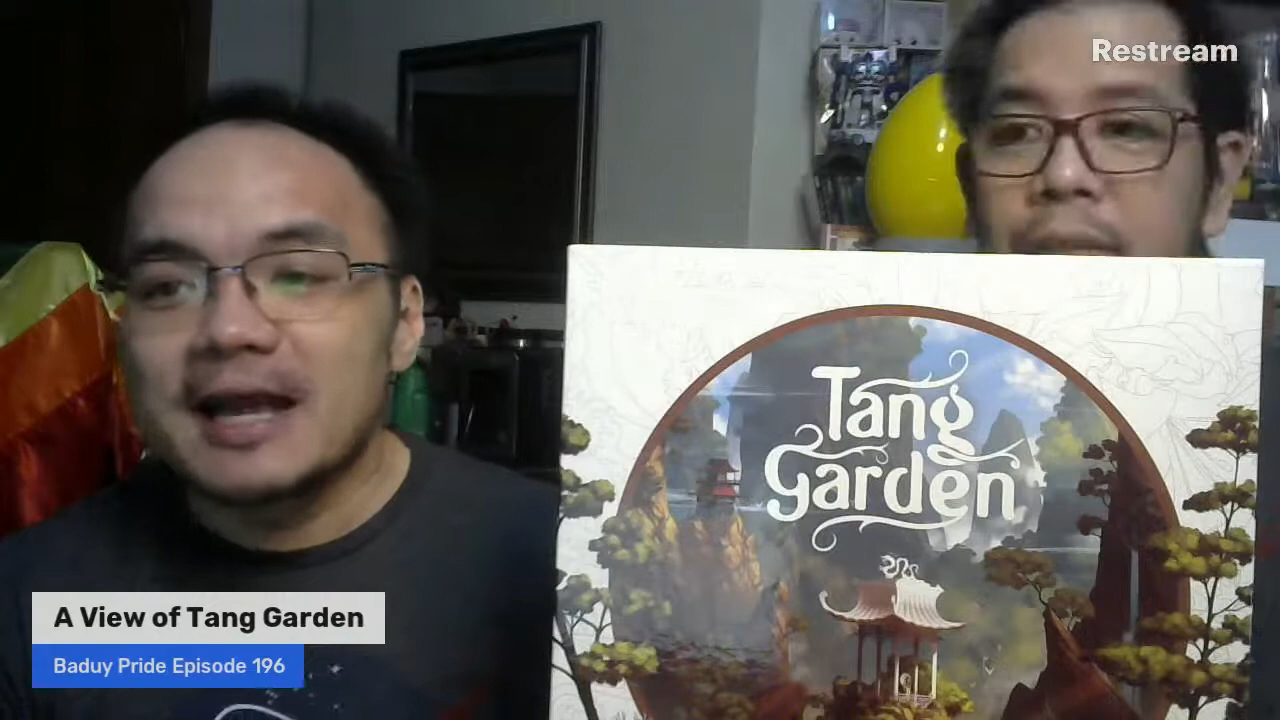 Restream
Tang
Garden
A View of Tang Garden
Baduy Pride Episode 196